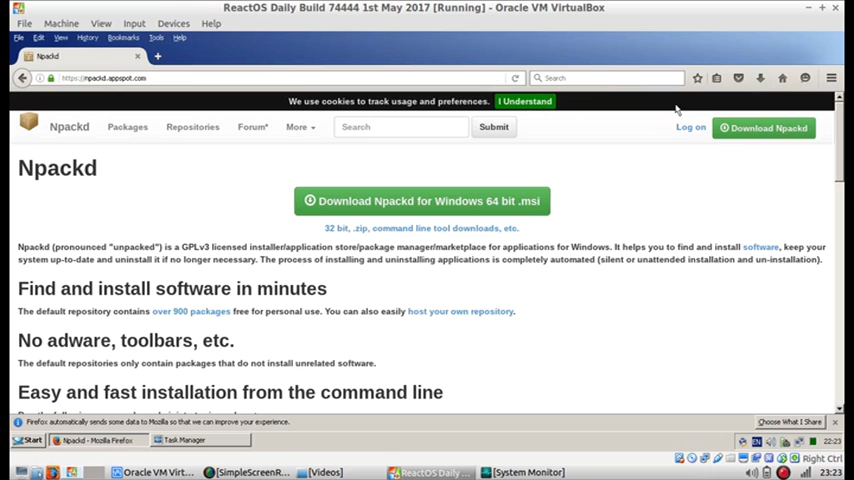 ReactOS Daily Build 74444 1st May 2017 [Running] - Oracle VM VirtualBox
File Machine View Input Devices Help
File Edit View History Bookmarks Tools Help
Npackd
https://npackd.appspot.com Search
We use cookies to track usage and preferences. I Understand
Npackd Packages Repositories Forum* More Search Submit Log on Download Npackd
Npackd
Download Npackd for Windows 64 bit .msi
32 bit, .zip, command line tool downloads, etc.
Npackd (pronounced "unpacked") is a GPLv3 licensed installer/application store/package manager/marketplace for applications for Windows. It helps you to find and install software, keep your
system up-to-date and uninstall it if no longer necessary. The process of installing and uninstalling applications is completely automated (silent or unattended installation and un-installation).
Find and install software in minutes
The default repository contains over 900 packages free for personal use. You can also easily host your own repository.
No adware, toolbars, etc.
The default repositories only contain packages that do not install unrelated software.
Easy and fast installation from the command line
Firefox automatically sends some data to Mozilla so that we can improve your experience. Choose What I Share
Start Npackd - Mozilla Firefox Task Manager EN 22:23
Right Ctrl
Oracle VM Virt... [SimpleScreenR... [Videos] ReactOS Daily ... [System Monitor] 23:23